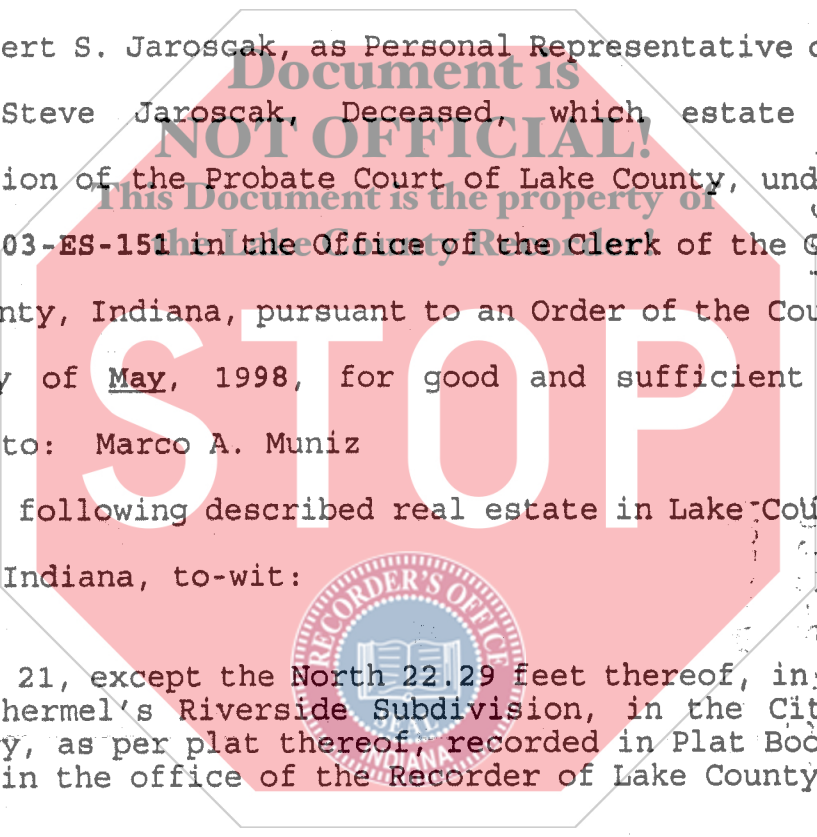 ert S. Jaroscak, as Personal Representative
Document is
Steve Jaroscak, Deceased, which estate
NOT OFFICIAL!
ion of the Probate Court of Lake County, und
This Document is the property of
03-ES-151 in the Office of the Clerk of the
the Lake County Recorder!
nty, Indiana, pursuant to an Order of the Cou
y of May, 1998, for good and sufficient
STOP
to: Marco A. Muniz
following described real estate in Lake Cou
Indiana, to-wit:
RECORDER'S OFFICE
21, except the North 22.29 feet thereof, in
hermel's Riverside Subdivision, in the Cit
SEAL
y, as per plat thereof, recorded in Plat Boo
INDIANA
in the office of the Recorder of Lake County